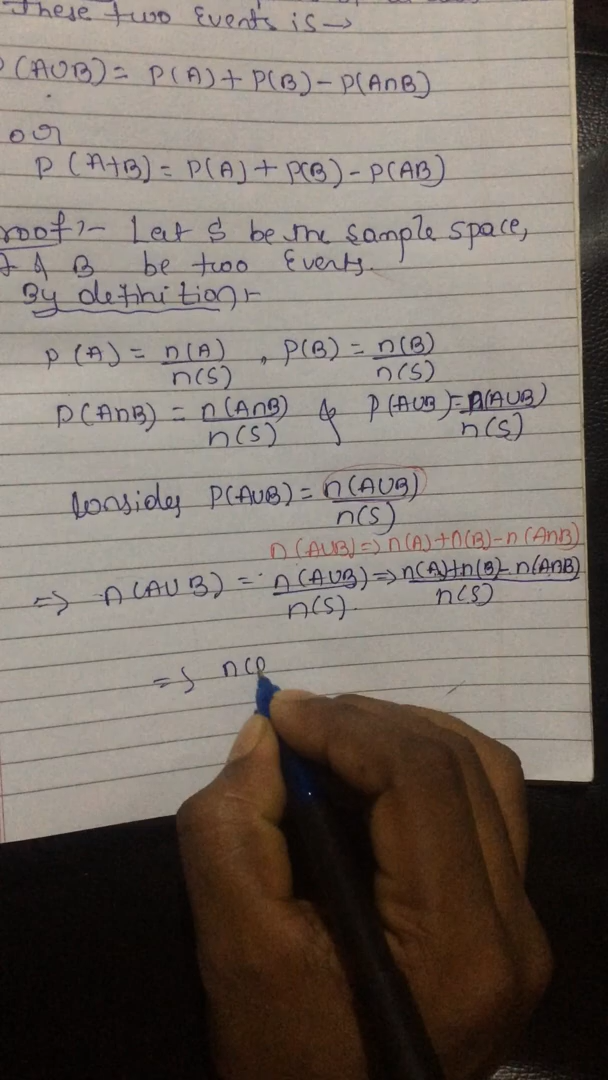 These two Events is →
P(A∪B) = P(A) + P(B) - P(A∩B)
or
P(A+B) = P(A) + P(B) - P(AB)
roof:- Let S be the sample space,
& B be two Events.
By definition:-
P(A) = n(A)/n(S), P(B) = n(B)/n(S)
P(A∩B) = n(A∩B)/n(S) & P(A∪B) = n(A∪B)/n(S)
Consider P(A∪B) = n(A∪B)/n(S)
n(A∪B) => n(A)+n(B)-n(A∩B)
=> n(A∪B) = n(A∪B)/n(S) => n(A)+n(B)-n(A∩B)/n(S)
=> n(